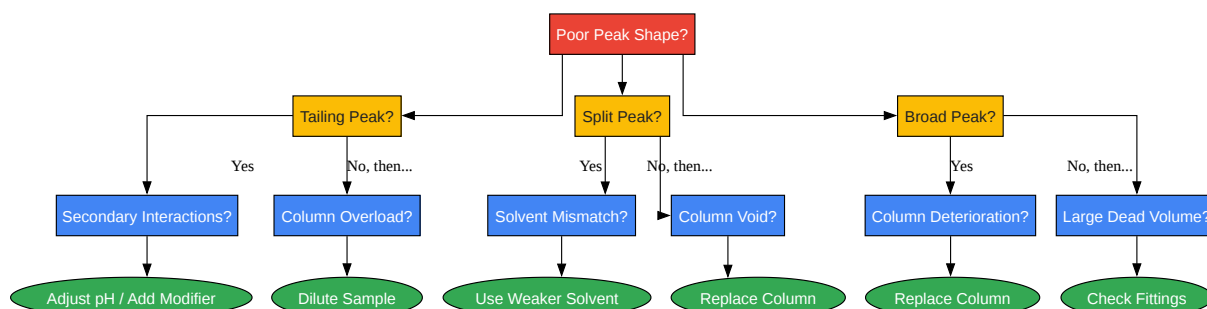 Poor Peak Shape?
Tailing Peak?
Split Peak?
Broad Peak?
Yes
No, then...
Yes
No, then...
Yes
No, then...
Secondary Interactions?
Column Overload?
Solvent Mismatch?
Column Void?
Column Deterioration?
Large Dead Volume?
Adjust pH / Add Modifier
Dilute Sample
Use Weaker Solvent
Replace Column
Replace Column
Check Fittings